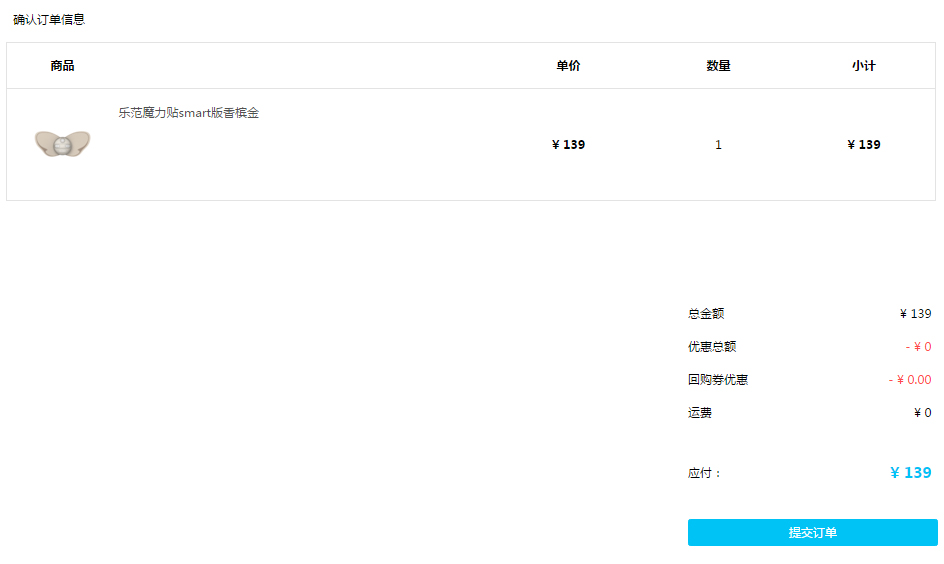 确认订单信息
商品 单价 数量 小计
乐范魔力贴smart版香槟金
¥ 139 1 ¥ 139
总金额 ¥ 139
优惠总额 - ¥ 0
回购券优惠 - ¥ 0.00
运费 ¥ 0
应付： ¥ 139
提交订单